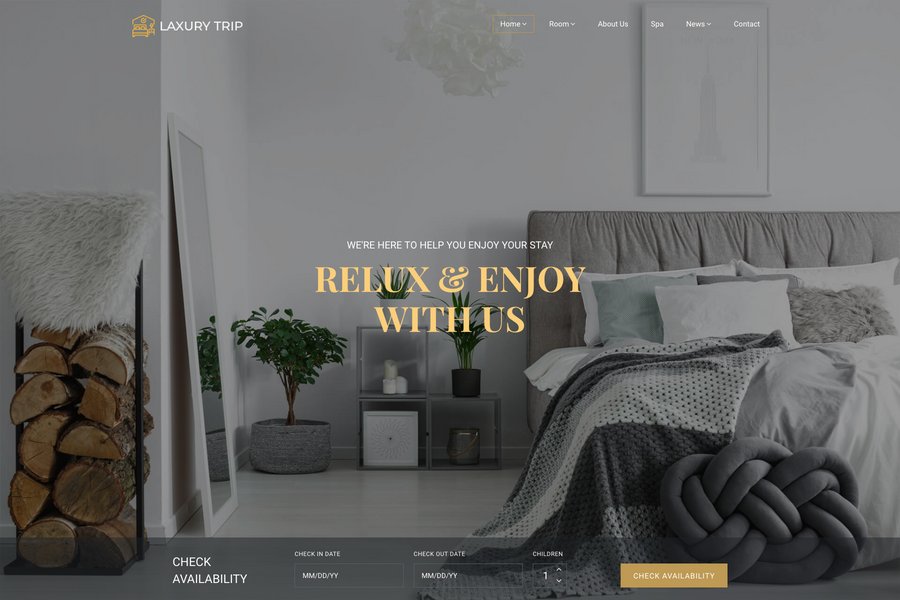 LAXURY TRIP
Home
Room
About Us
Spa
News
Contact
WE'RE HERE TO HELP YOU ENJOY YOUR STAY
RELUX & ENJOY
WITH US
CHECK
AVAILABILITY
CHECK IN DATE
MM/DD/YY
CHECK OUT DATE
MM/DD/YY
CHILDREN
1
CHECK AVAILABILITY